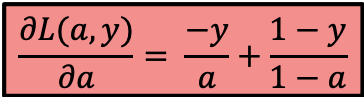 ∂L(a, y)/∂a = -y/a + 1 - y/1 - a